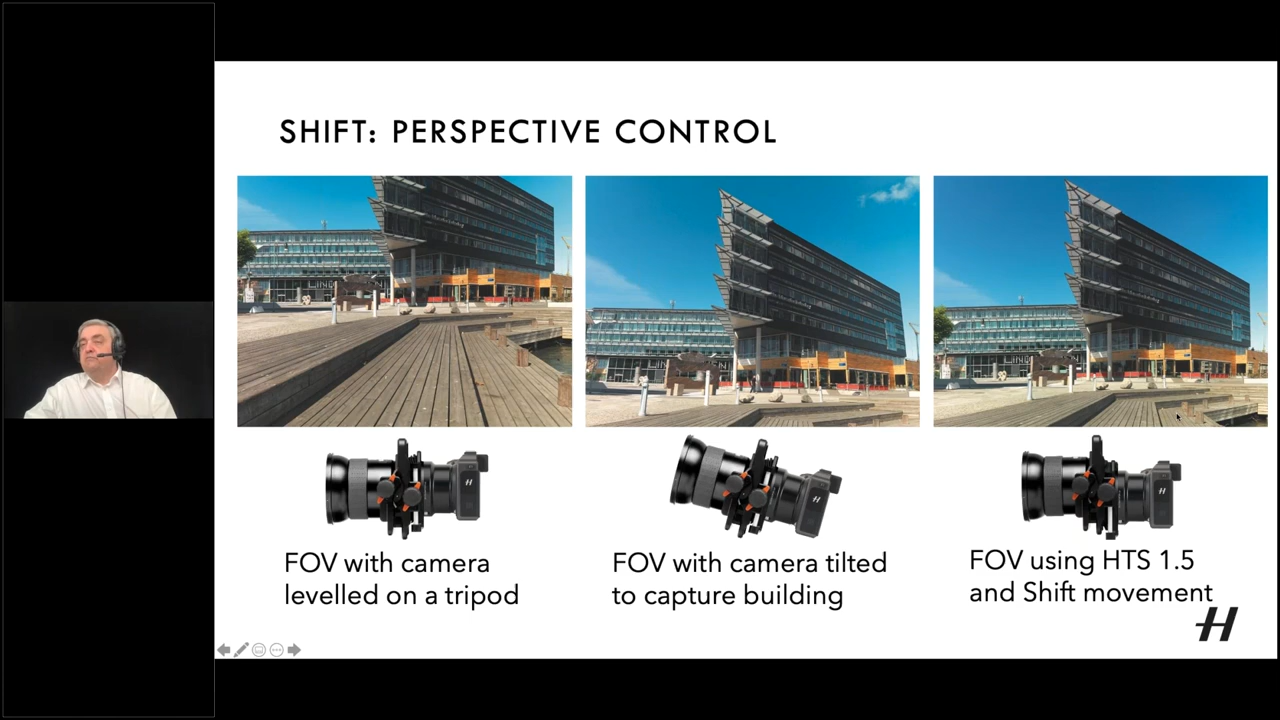 SHIFT: PERSPECTIVE CONTROL
FOV with camera
levelled on a tripod
FOV with camera tilted
to capture building
FOV using HTS 1.5
and Shift movement
H